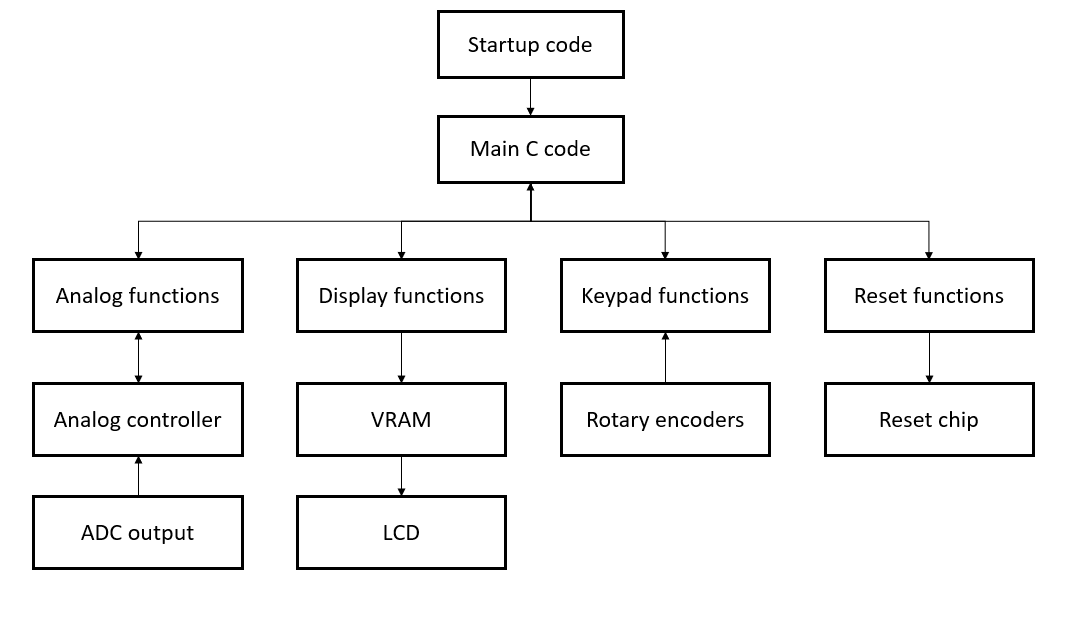 Startup code
Main C code
Analog functions
Display functions
Keypad functions
Reset functions
Analog controller
VRAM
Rotary encoders
Reset chip
ADC output
LCD